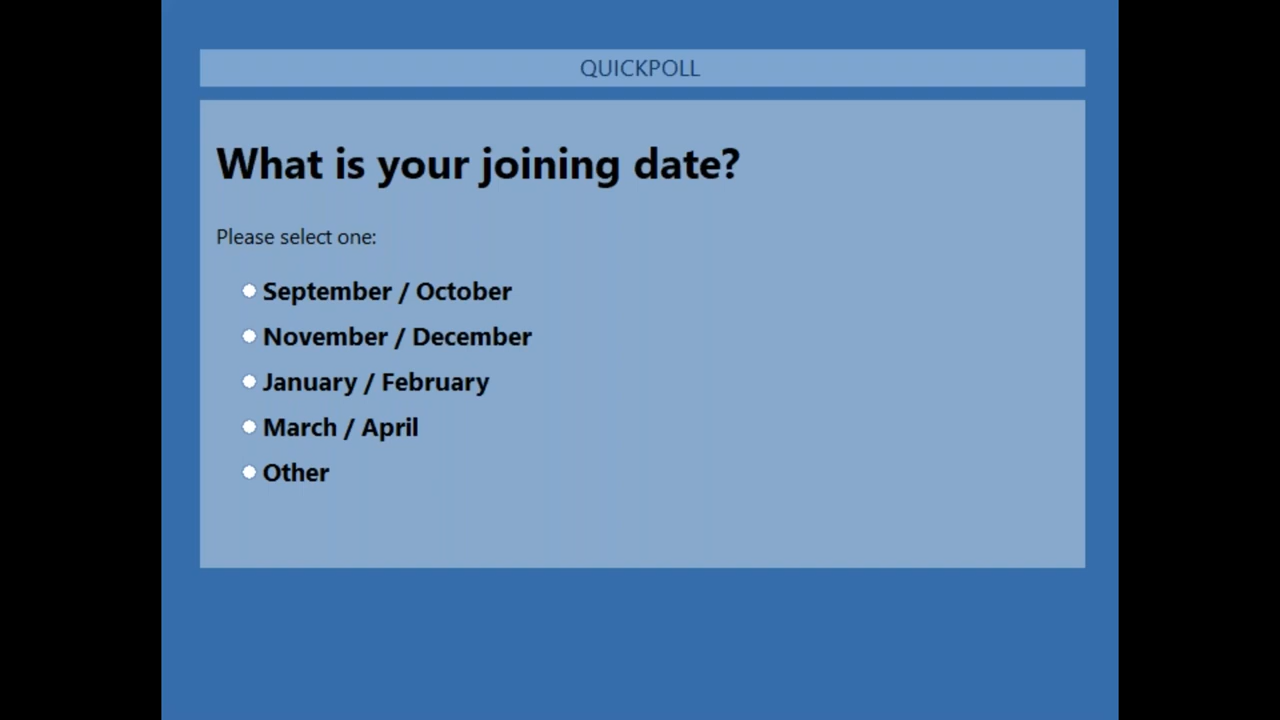 QUICKPOLL
What is your joining date?
Please select one:
September / October
November / December
January / February
March / April
Other